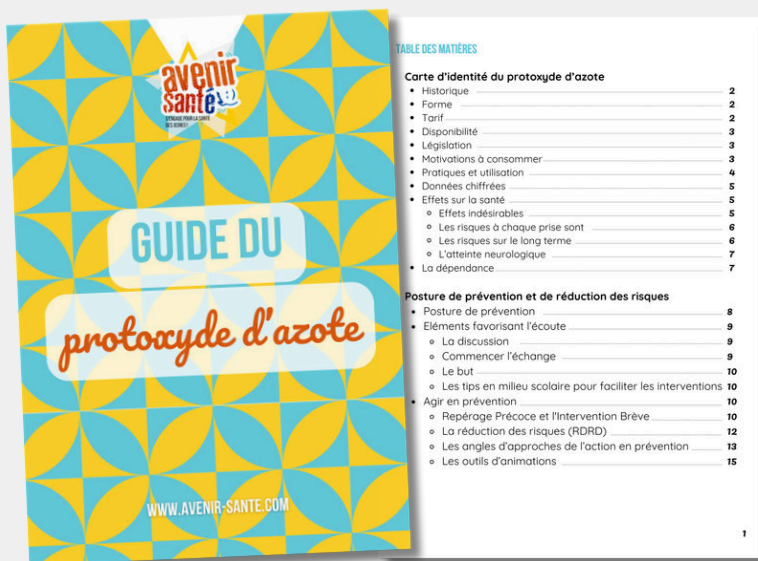 avenir
santé
S'ENGAGE POUR LA SANTÉ
DES JEUNES !
GUIDE DU
protoxyde d'azote
WWW.AVENIR-SANTE.COM
TABLE DES MATIÈRES
Carte d'identité du protoxyde d'azote
• Historique 2
• Forme 2
• Tarif 2
• Disponibilité 3
• Législation 3
• Motivations à consommer 3
• Pratiques et utilisation 4
• Données chiffrées 5
• Effets sur la santé 5
◦ Effets indésirables 5
◦ Les risques à chaque prise sont 6
◦ Les risques sur le long terme 6
◦ L'atteinte neurologique 7
• La dépendance 7
Posture de prévention et de réduction des risques
• Posture de prévention 8
• Eléments favorisant l'écoute 9
◦ La discussion 9
◦ Commencer l'échange 9
◦ Le but 10
◦ Les tips en milieu scolaire pour faciliter les interventions 10
• Agir en prévention 10
◦ Repérage Précoce et l'Intervention Brève 10
◦ La réduction des risques (RDRD) 12
◦ Les angles d'approches de l'action en prévention 13
◦ Les outils d'animations 15
1